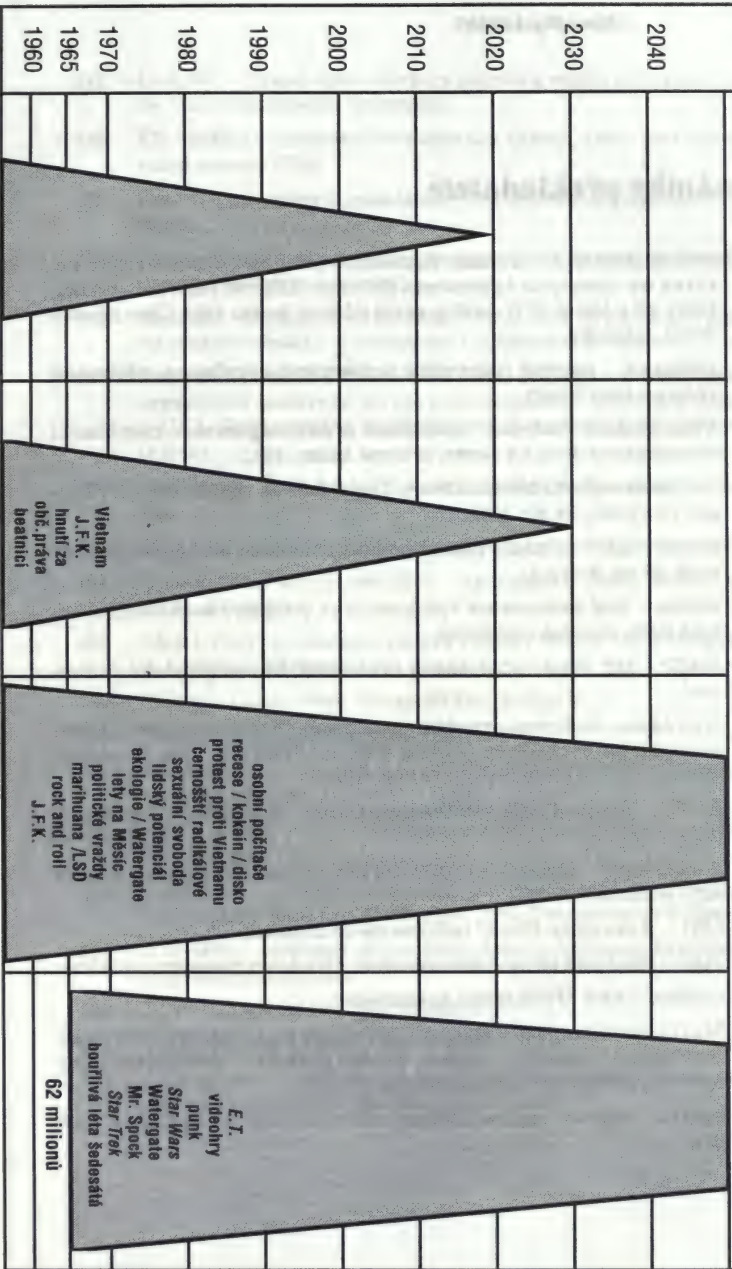 2040
2030
2020
2010
2000
1990
1980
1970
1965
1960
Vietnam
J.F.K.
hnutí za
obč.práva
beatnici
osobní počítače
recese / kokain / disko
protest proti Vietnamu
černošští radikálové
sexuální svoboda
lidský potenciál
ekologie / Watergate
lety na Měsíc
politické vraždy
marihuana /LSD
rock and roll
J.F.K.
E.T.
videohry
punk
Star Wars
Watergate
Mr. Spock
Star Trek
bouřlivá léta šedesátá
62 milionů